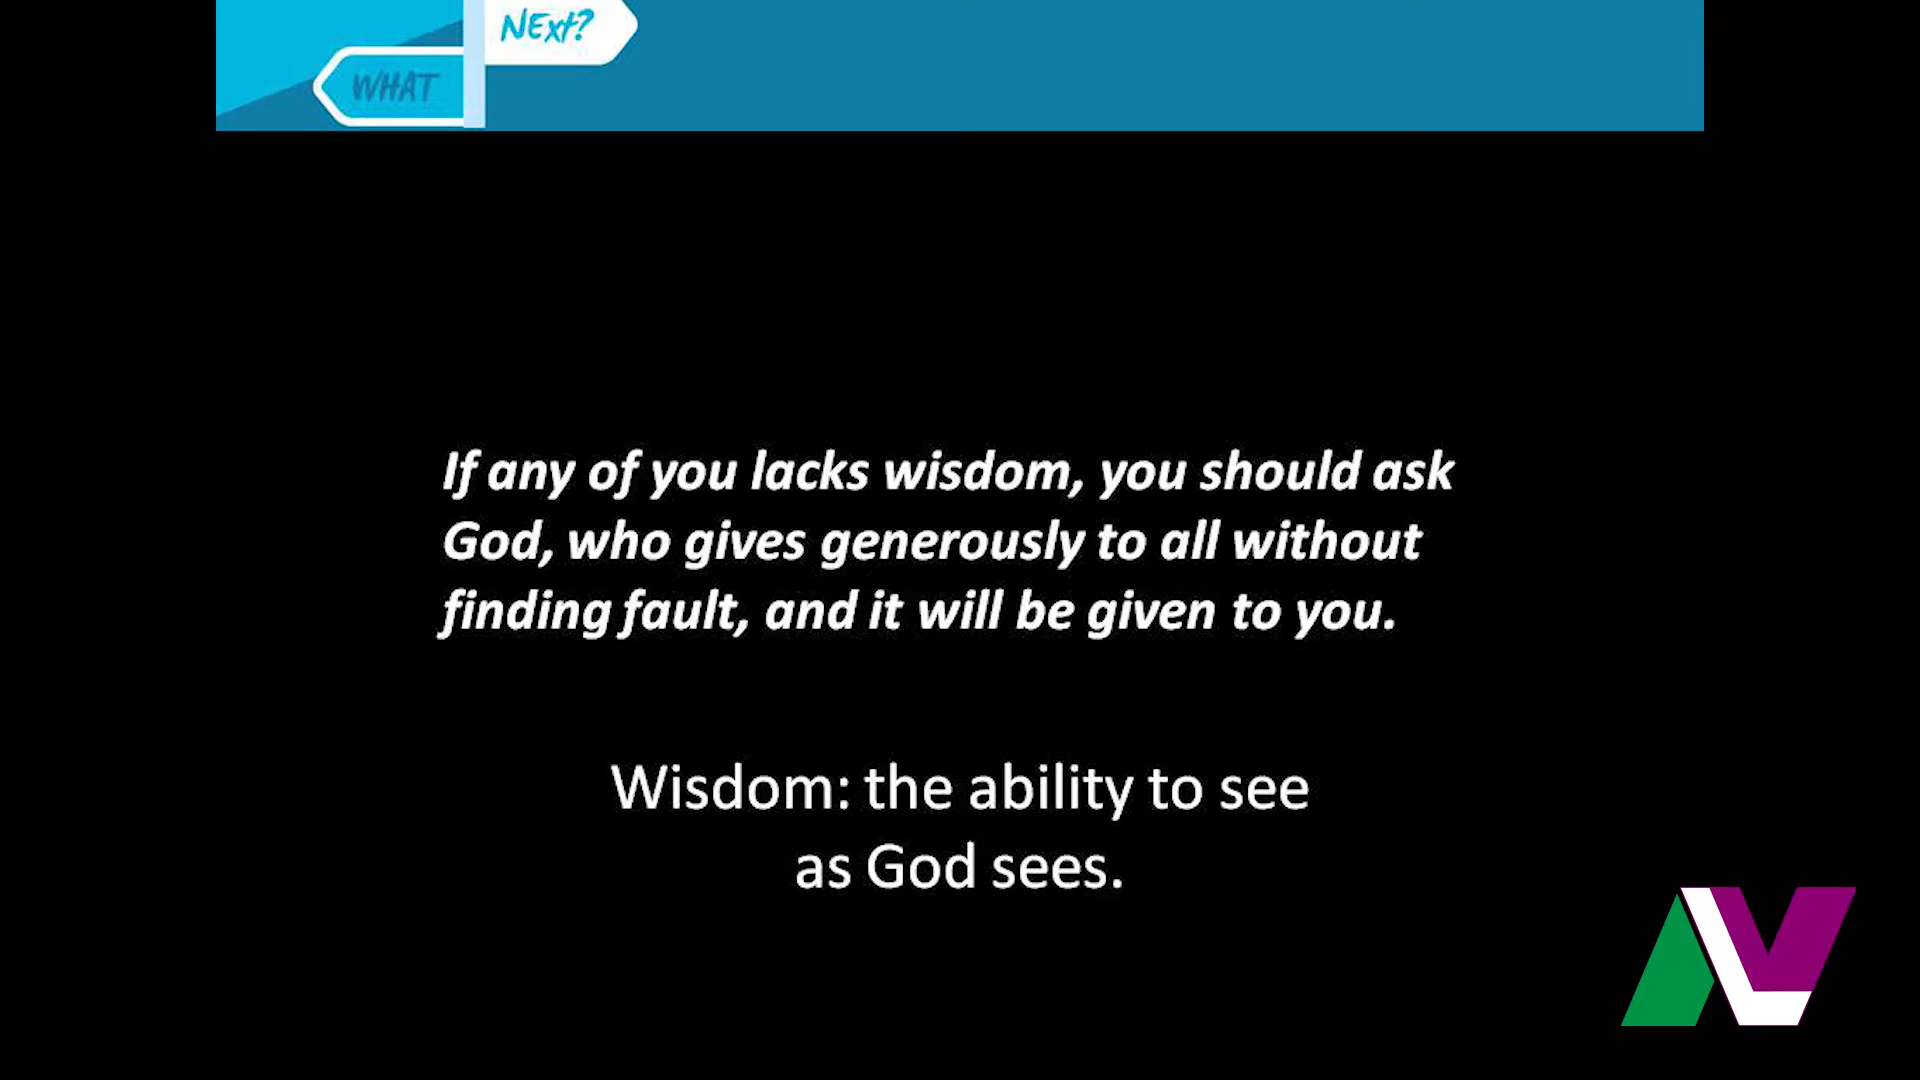 NExt?
WHAT
If any of you lacks wisdom, you should ask
God, who gives generously to all without
finding fault, and it will be given to you.
Wisdom: the ability to see
as God sees.